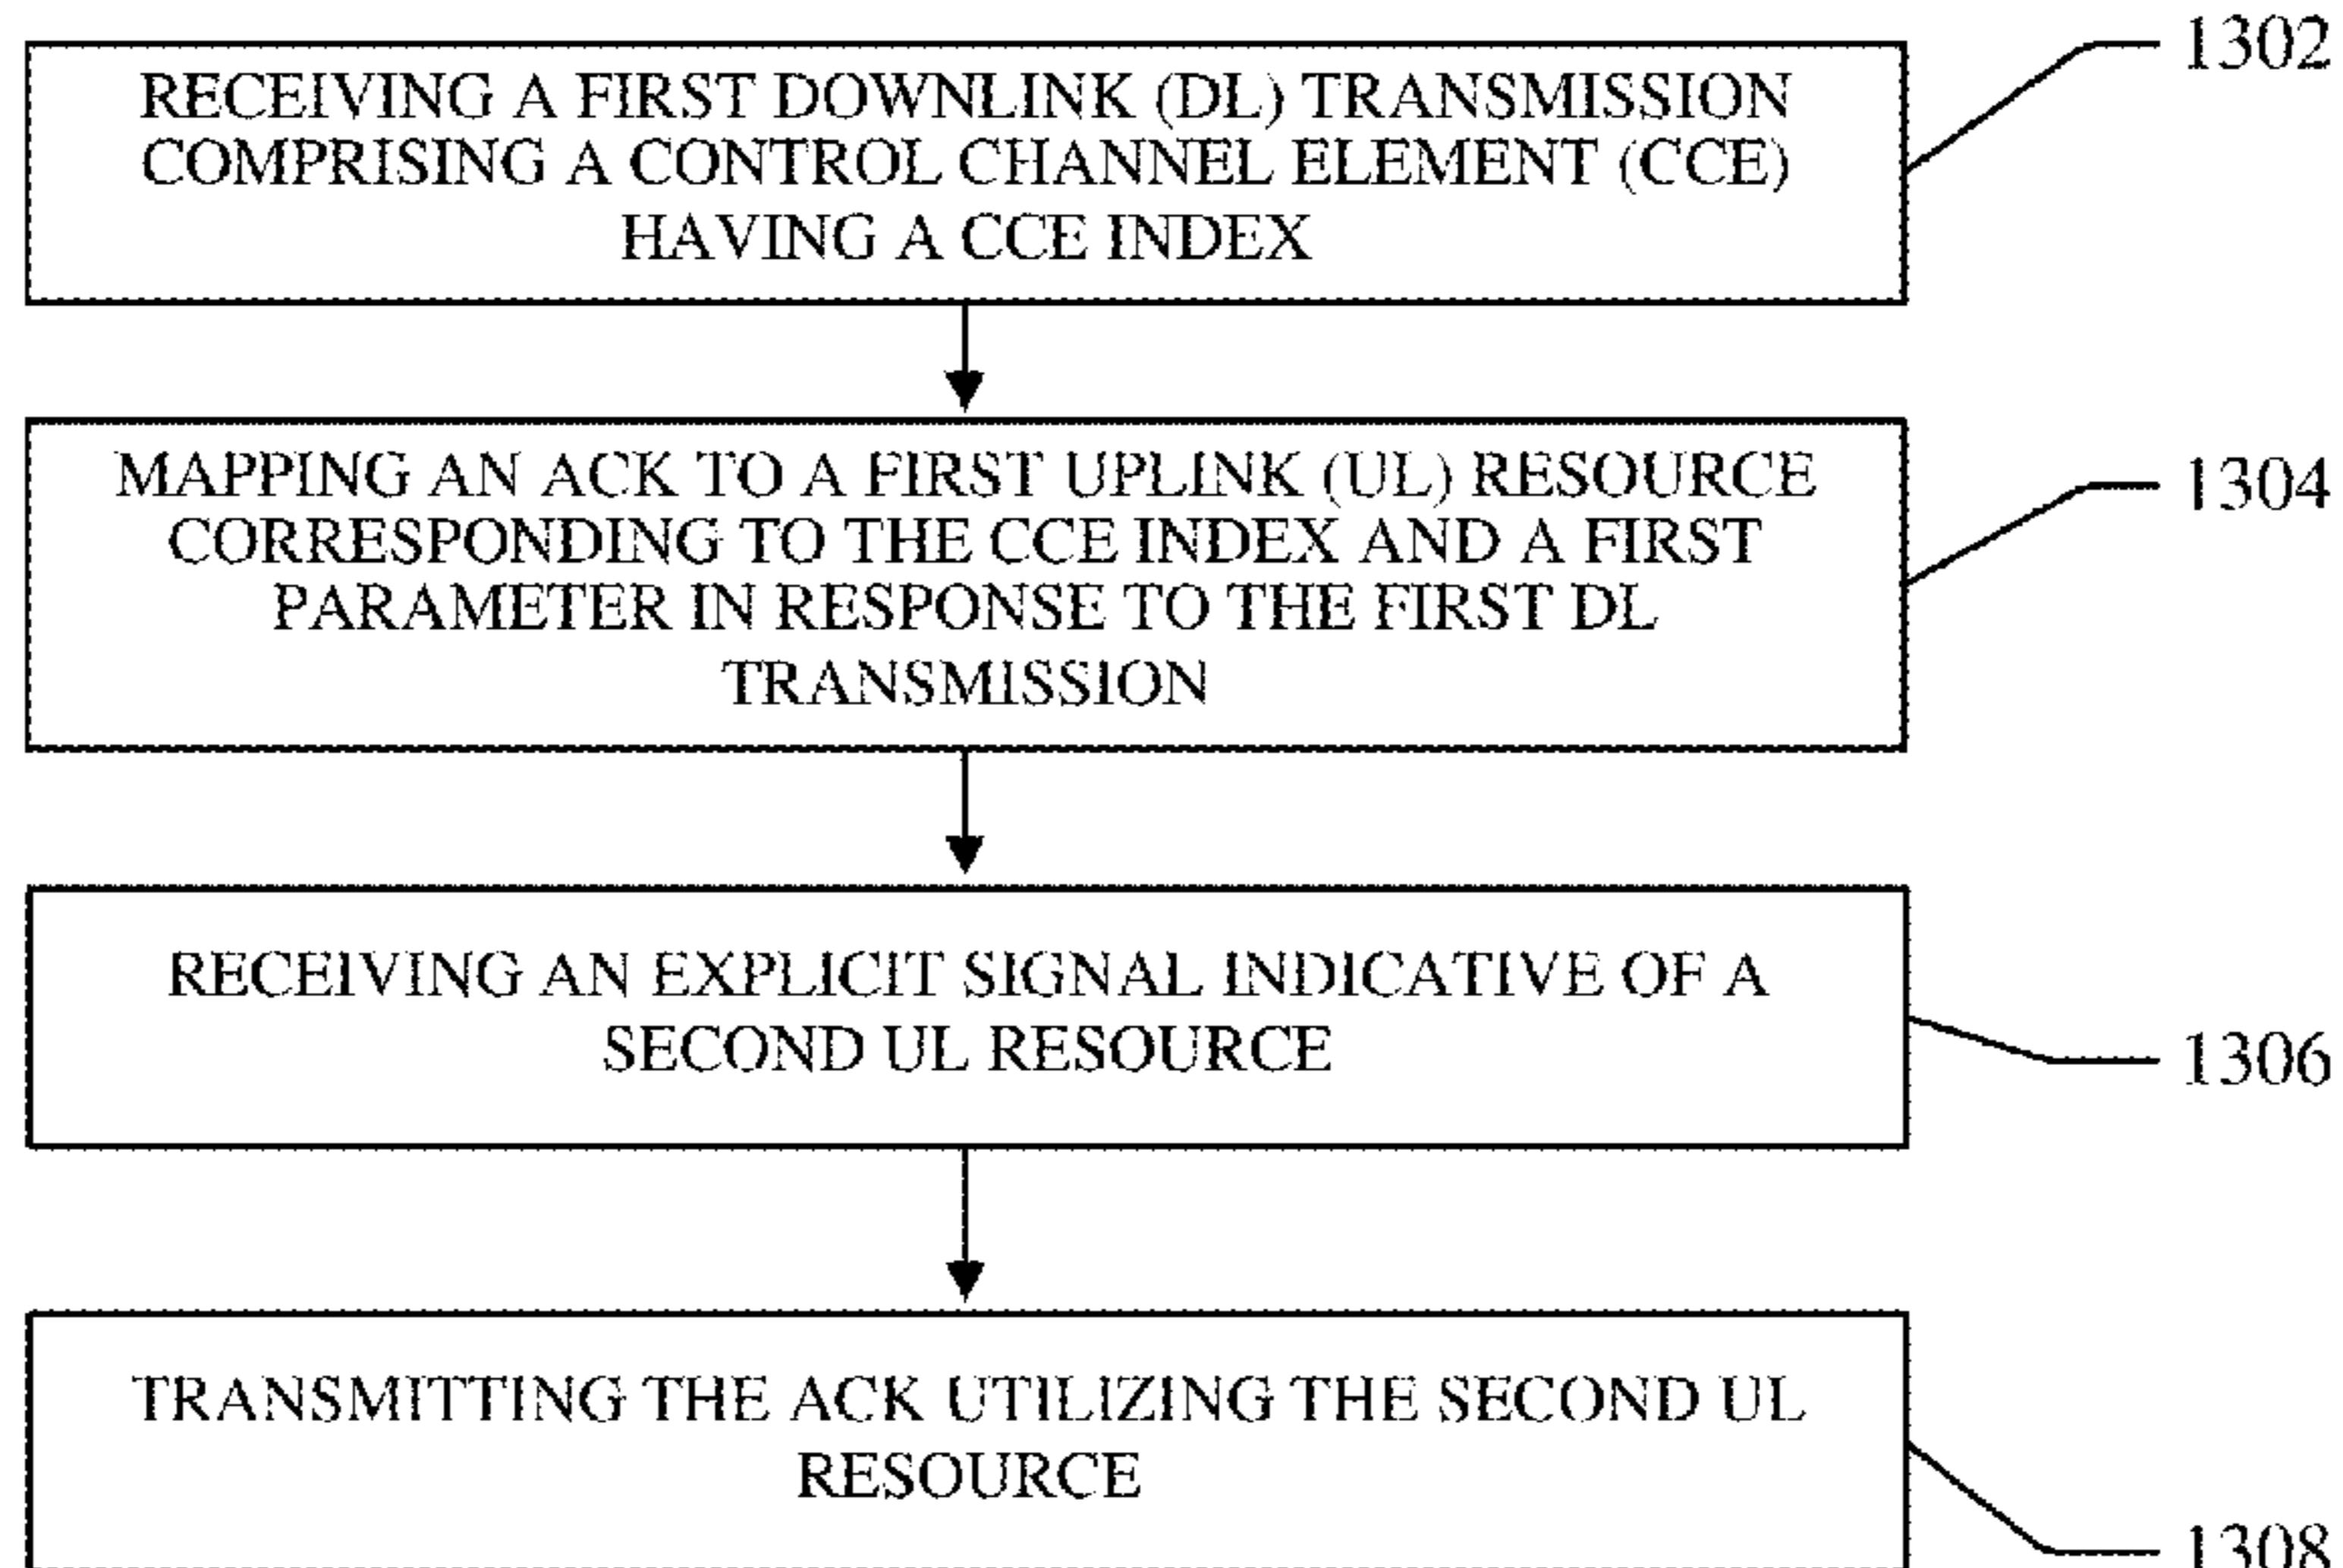 1302
RECEIVING A FIRST DOWNLINK (DL) TRANSMISSION
COMPRISING A CONTROL CHANNEL ELEMENT (CCE)
HAVING A CCE INDEX
1304
MAPPING AN ACK TO A FIRST UPLINK (UL) RESOURCE
CORRESPONDING TO THE CCE INDEX AND A FIRST
PARAMETER IN RESPONSE TO THE FIRST DL
TRANSMISSION
RECEIVING AN EXPLICIT SIGNAL INDICATIVE OF A
SECOND UL RESOURCE
1306
TRANSMITTING THE ACK UTILIZING THE SECOND UL
RESOURCE
1308